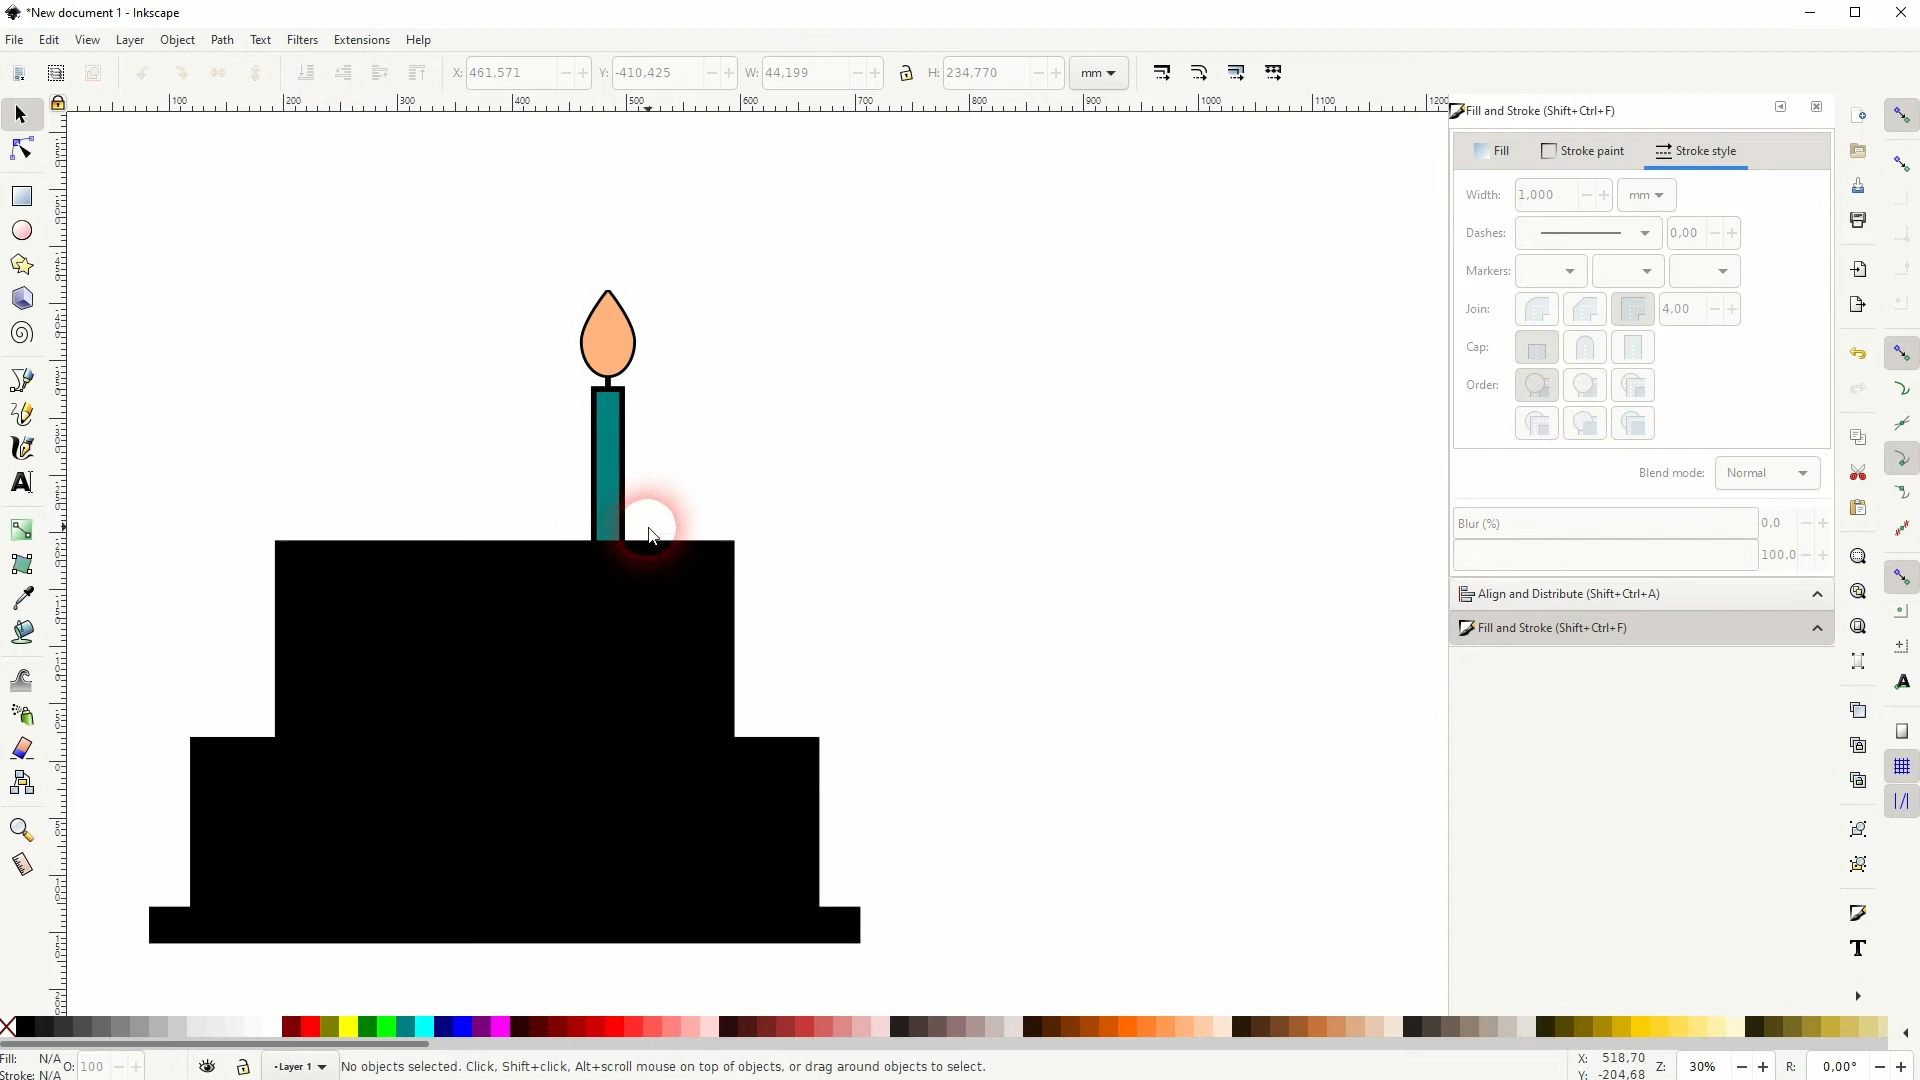 *New document 1 - Inkscape
File Edit View Layer Object Path Text Filters Extensions Help
X: 461,571 Y: -410,425 W: 44,199 H: 234,770 mm
100 200 300 400 500 600 700 800 900 1000 1100 1200
Fill and Stroke (Shift+Ctrl+F)
Fill Stroke paint Stroke style
Width: 1,000 mm
Dashes: 0,00
Markers:
Join: 4,00
Cap:
Order:
Blend mode: Normal
Blur (%) 0,0
100,0
Align and Distribute (Shift+Ctrl+A)
Fill and Stroke (Shift+Ctrl+F)
Fill: N/A
Stroke: N/A
O: 100
Layer 1
No objects selected. Click, Shift+click, Alt+scroll mouse on top of objects, or drag around objects to select.
X: 518,70
Y: -204,68
Z: 30%
R: 0,00°